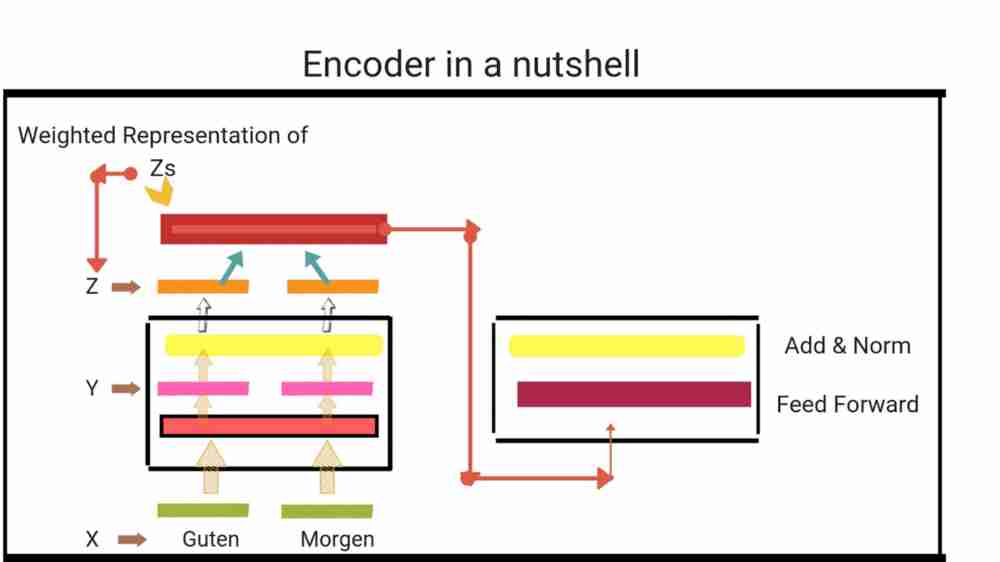 Encoder in a nutshell
Weighted Representation of
Zs
Z
Y
X
Guten
Morgen
Add & Norm
Feed Forward